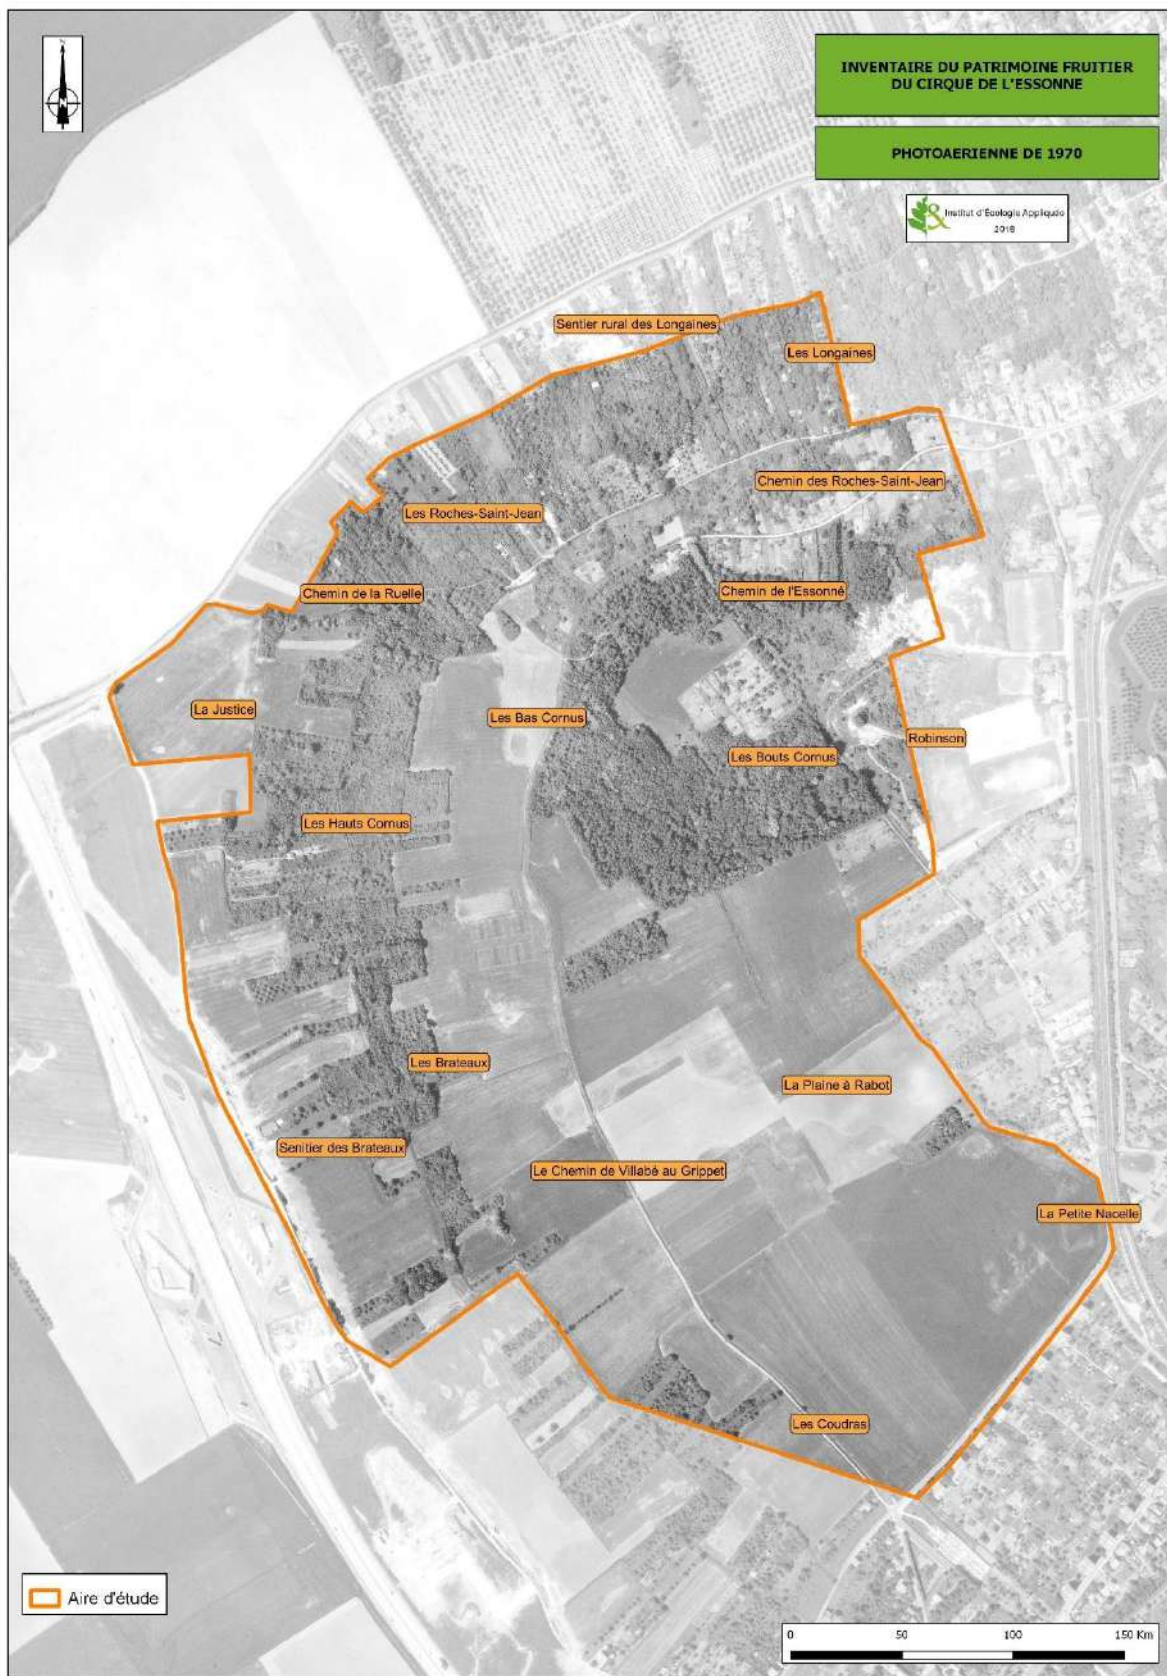 INVENTAIRE DU PATRIMOINE FRUITIER
DU CIRQUE DE L'ESSONNE
PHOTOAERIENNE DE 1970
Institut d'Écologie Appliquée
2016
N
Sentier rural des Longaines
Les Longaines
Chemin des Roches-Saint-Jean
Les Roches-Saint-Jean
Chemin de la Ruelle
Chemin de l'Essonné
La Justice
Les Bas Cornus
Robinson
Les Bouts Cornus
Les Hauts Cornus
Les Brateaux
La Plaine à Rabot
Senitier des Brateaux
Le Chemin de Villabé au Grippet
La Petite Nacelle
Les Coudras
Aire d'étude
0 50 100 150 Km